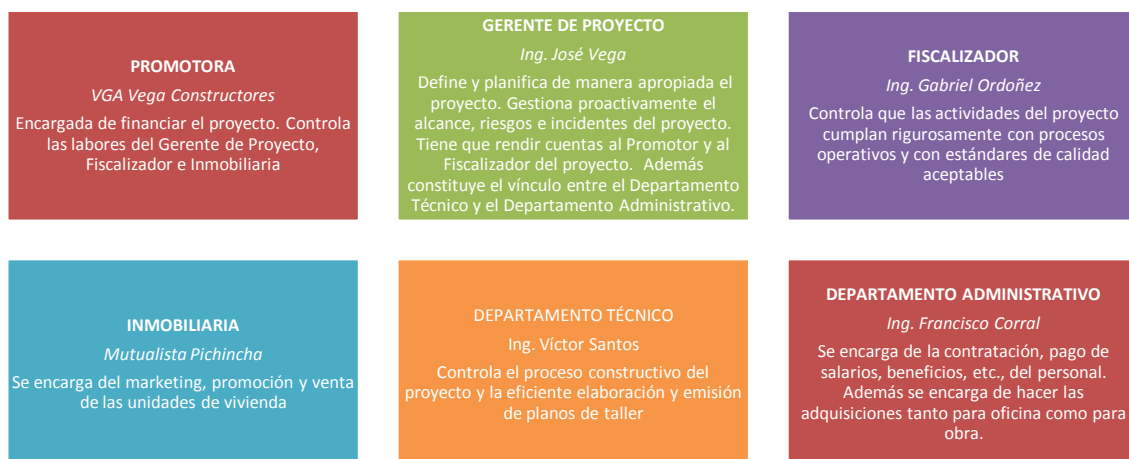 PROMOTORA
VGA Vega Constructores
Encargada de financiar el proyecto. Controla
las labores del Gerente de Proyecto,
Fiscalizador e Inmobiliaria
GERENTE DE PROYECTO
Ing. José Vega
Define y planifica de manera apropiada el
proyecto. Gestiona proactivamente el
alcance, riesgos e incidentes del proyecto.
Tiene que rendir cuentas al Promotor y al
Fiscalizador del proyecto. Además
constituye el vínculo entre el Departamento
Técnico y el Departamento Administrativo.
FISCALIZADOR
Ing. Gabriel Ordoñez
Controla que las actividades del proyecto
cumplan rigurosamente con procesos
operativos y con estándares de calidad
aceptables
INMOBILIARIA
Mutualista Pichincha
Se encarga del marketing, promoción y venta
de las unidades de vivienda
DEPARTAMENTO TÉCNICO
Ing. Víctor Santos
Controla el proceso constructivo del
proyecto y la eficiente elaboración y emisión
de planos de taller
DEPARTAMENTO ADMINISTRATIVO
Ing. Francisco Corral
Se encarga de la contratación, pago de
salarios, beneficios, etc., del personal.
Además se encarga de hacer las
adquisiciones tanto para oficina como para
obra.